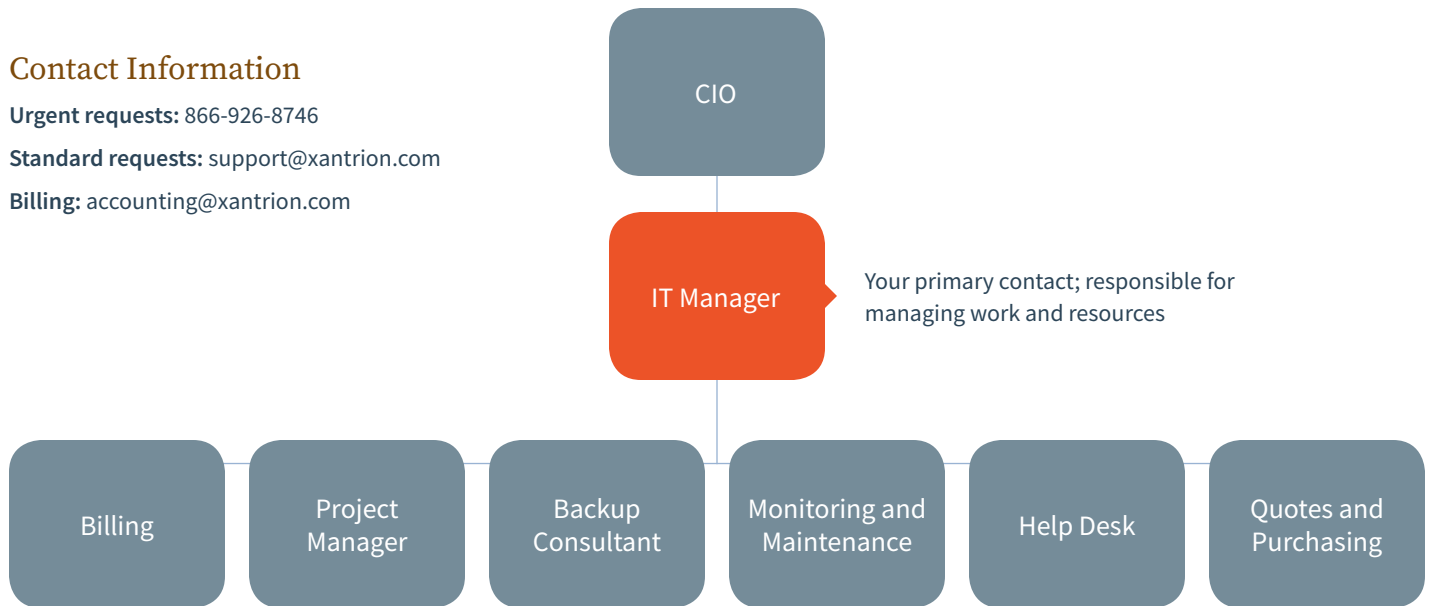 Contact Information
Urgent requests: 866-926-8746
Standard requests: support@xantrion.com
Billing: accounting@xantrion.com
CIO
IT Manager
Your primary contact; responsible for
managing work and resources
Billing
Project
Manager
Backup
Consultant
Monitoring and
Maintenance
Help Desk
Quotes and
Purchasing